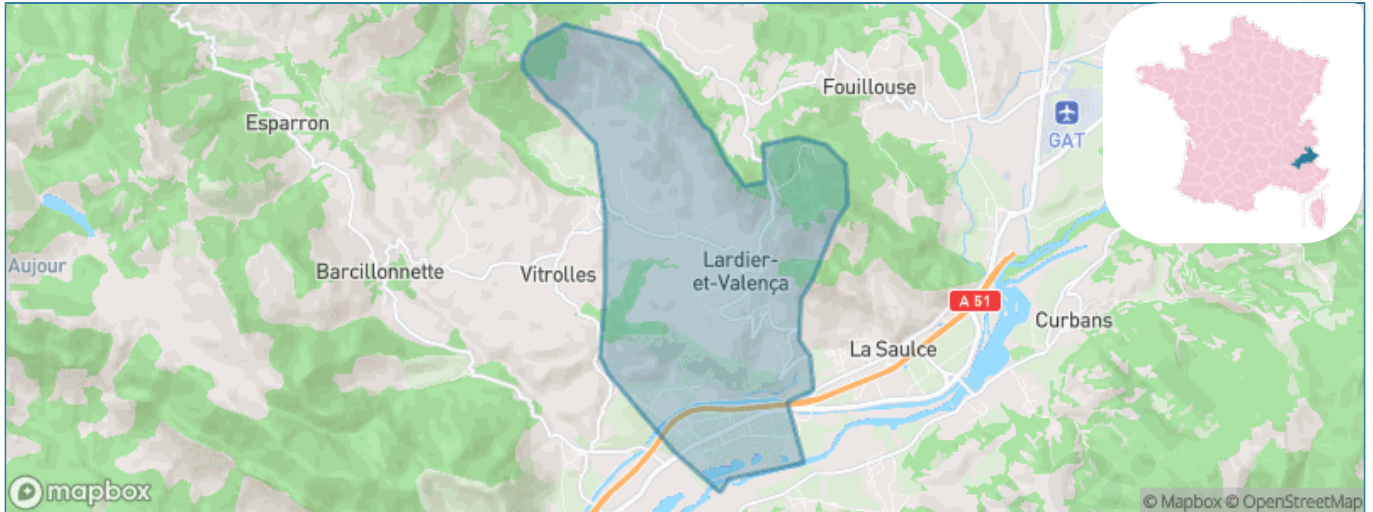 Fouillouse
Esparron
GAT
Lardier-
et-Valença
Aujour
Barcillonnette
Vitrolles
A 51
Curbans
La Saulce
mapbox
© Mapbox © OpenStreetMap